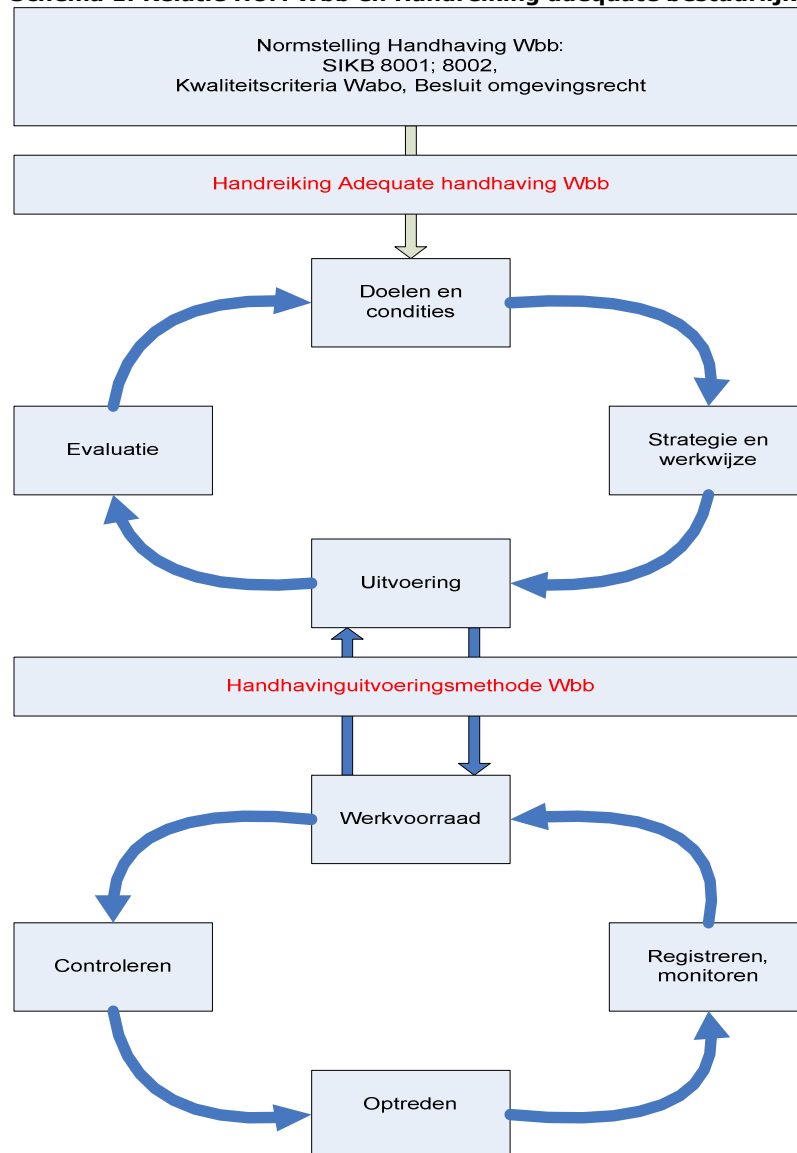 Normstelling Handhaving Wbb:
SIKB 8001; 8002,
Kwaliteitscriteria Wabo, Besluit omgevingsrecht
Handreiking Adequate handhaving Wbb
Doelen en
condities
Evaluatie
Strategie en
werkwijze
Uitvoering
Handhavinguitvoeringsmethode Wbb
Werkvoorraad
Controleren
Registreren,
monitoren
Optreden